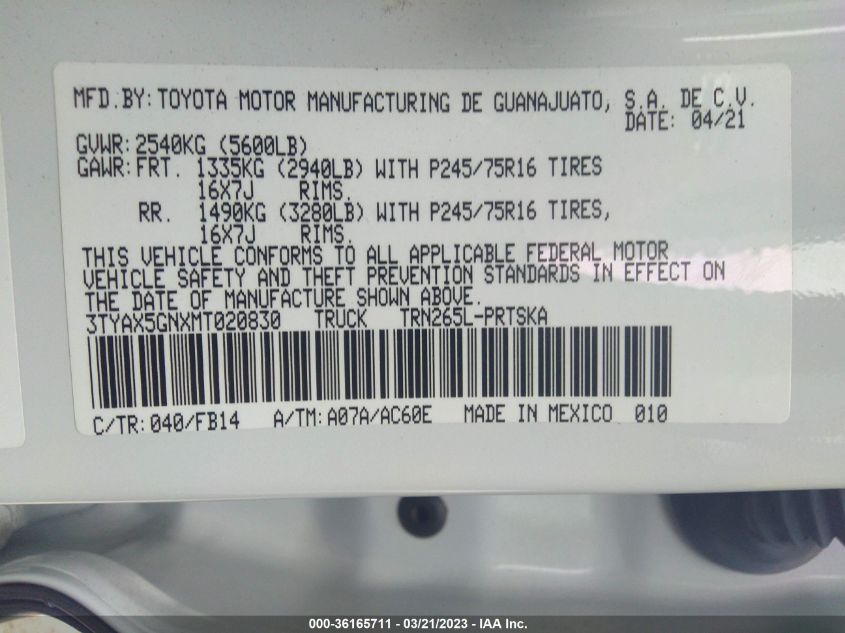 MFD.BY: TOYOTA MOTOR MANUFACTURING DE GUANAJUATO, S.A. DE C.V.
DATE: 04/21
GVWR: 2540KG (5600LB)
GAWR: FRT. 1335KG (2940LB) WITH P245/75R16 TIRES
16X7J RIMS.
RR. 1490KG (3280LB) WITH P245/75R16 TIRES,
16X7J RIMS.
THIS VEHICLE CONFORMS TO ALL APPLICABLE FEDERAL MOTOR
VEHICLE SAFETY AND THEFT PREVENTION STANDARDS IN EFFECT ON
THE DATE OF MANUFACTURE SHOWN ABOVE.
3TYAX5GNXMT020830 TRUCK TRN265L-PRTSKA
C/TR: 040/FB14 A/TM: A07A/AC60E MADE IN MEXICO 010
000-36165711 - 03/21/2023 - IAA Inc.